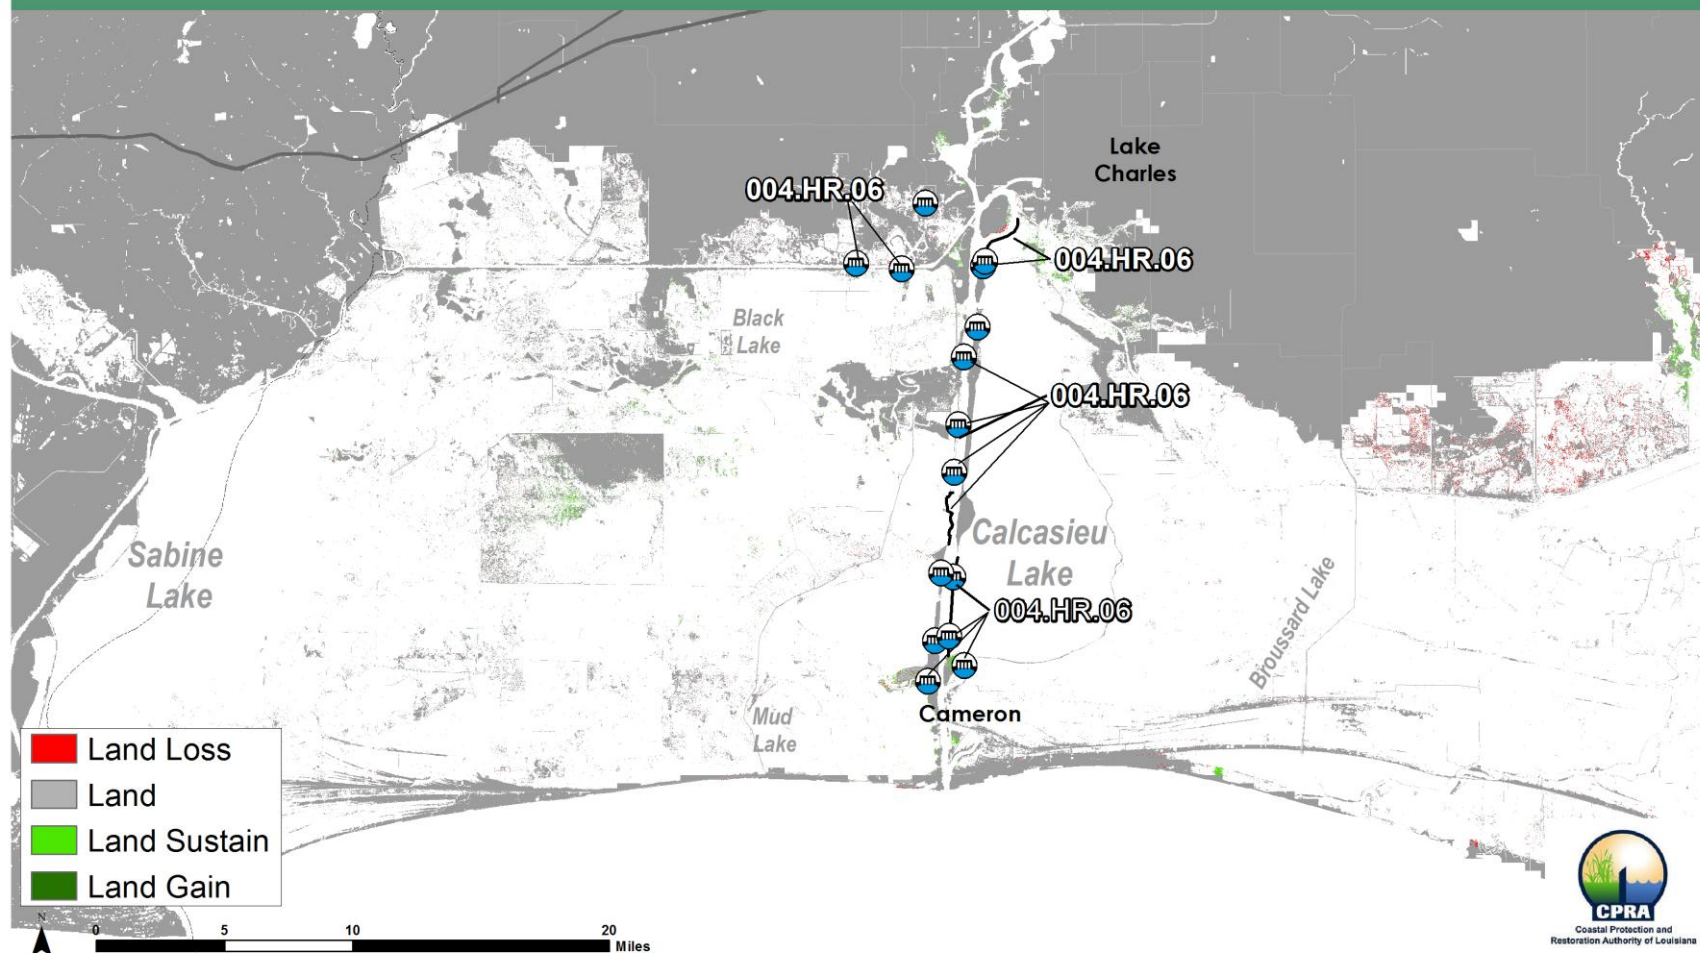 Lake
Charles
004.HR.06
004.HR.06
Black
Lake
004.HR.06
Sabine
Lake
Calcasieu
Lake
004.HR.06
Broussard Lake
Mud
Lake
Cameron
Land Loss
Land
Land Sustain
Land Gain
N
0 5 10 20
Miles
CPRA
Coastal Protection and
Restoration Authority of Louisiana